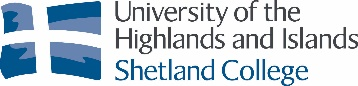 University of the
Highlands and Islands
Shetland College